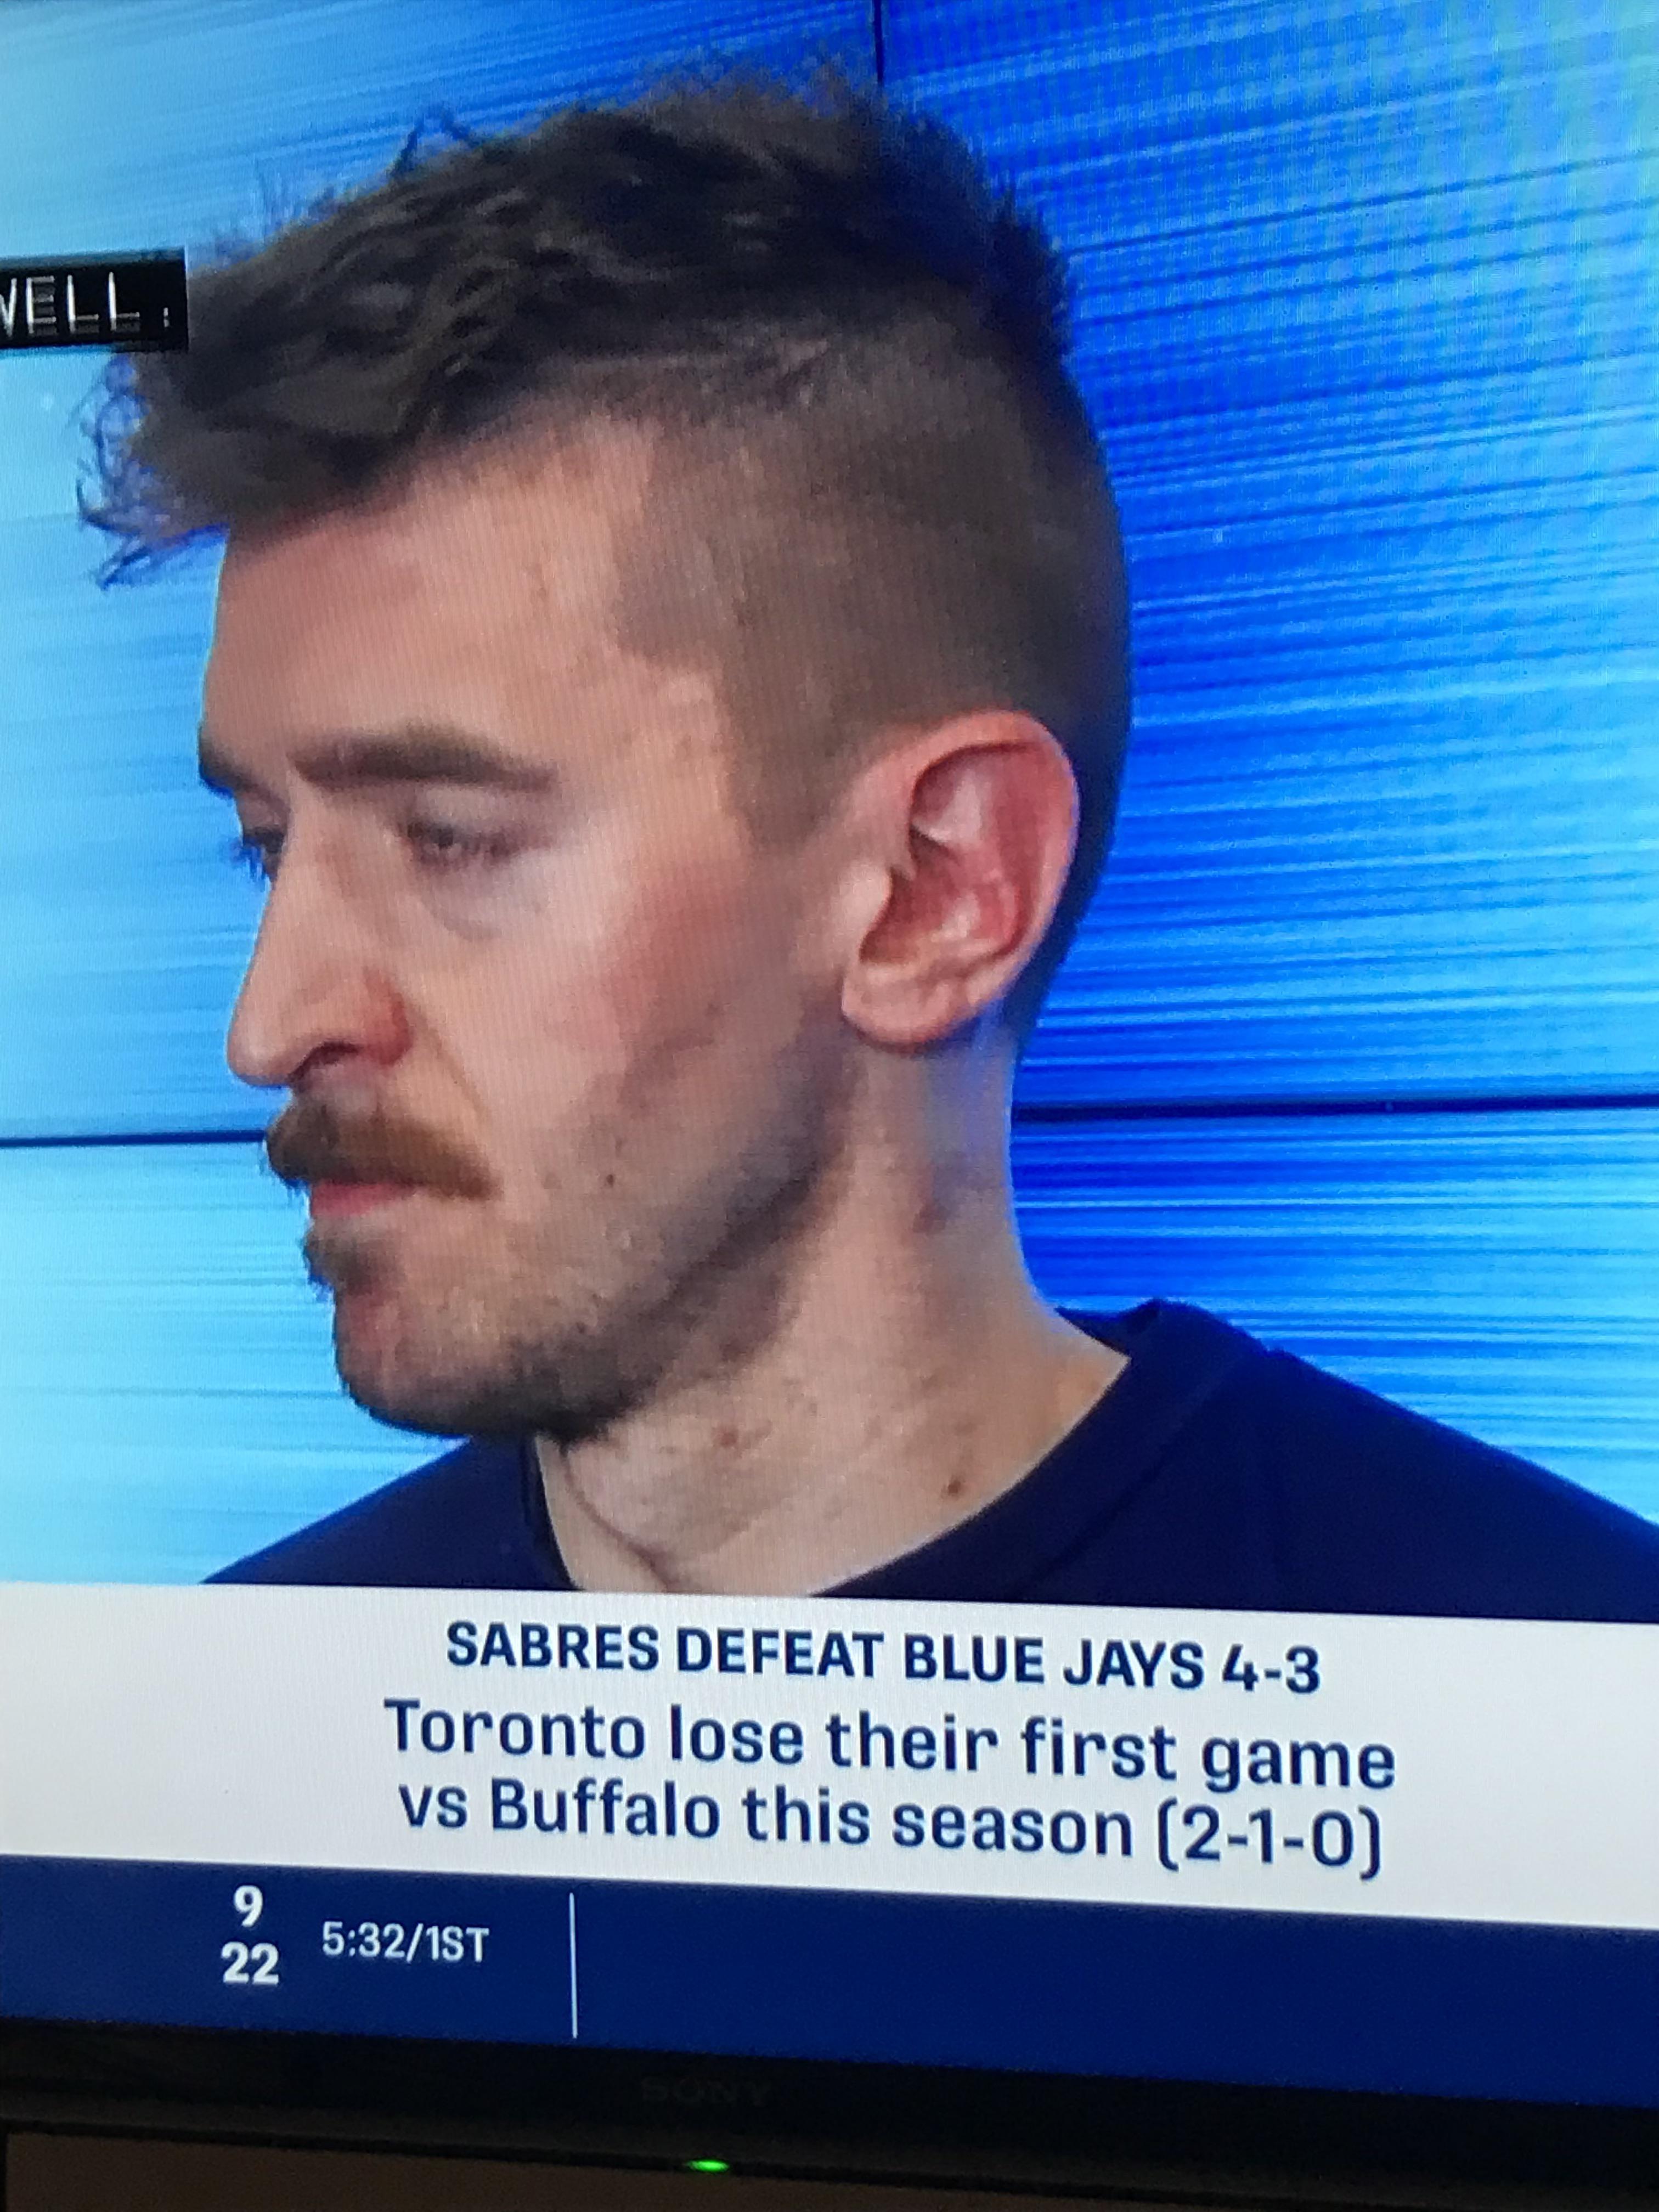 WELL :
SABRES DEFEAT BLUE JAYS 4-3
Toronto lose their first game
vs Buffalo this season (2-1-0)
9
22
5:32/1ST
SONY